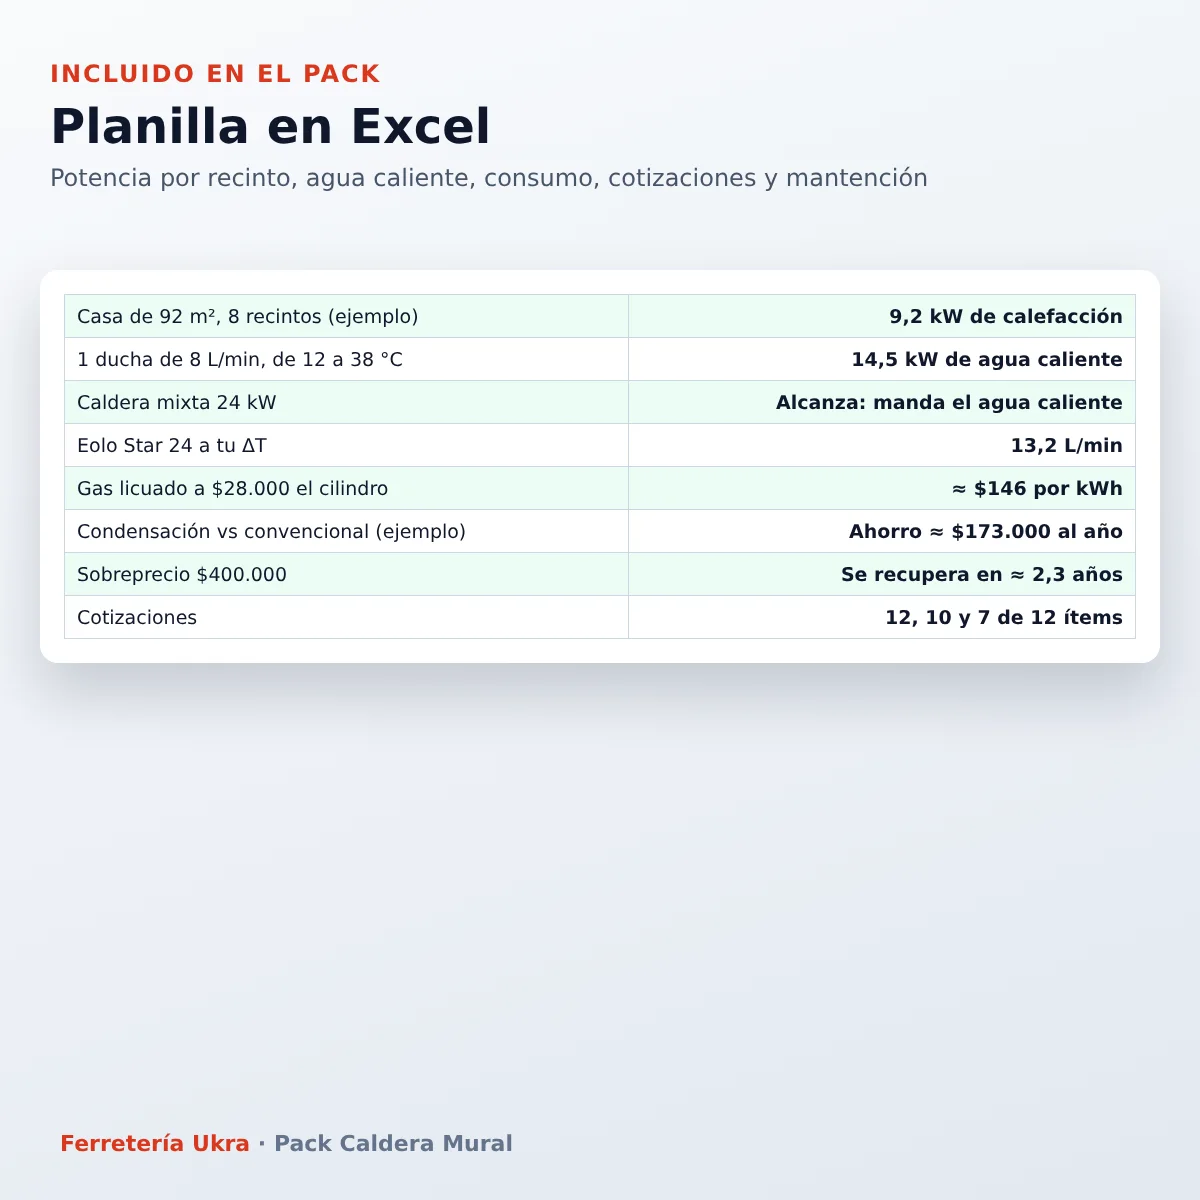 INCLUIDO EN EL PACK
Planilla en Excel
Potencia por recinto, agua caliente, consumo, cotizaciones y mantención
Casa de 92 m², 8 recintos (ejemplo) 9,2 kW de calefacción
1 ducha de 8 L/min, de 12 a 38 °C 14,5 kW de agua caliente
Caldera mixta 24 kW Alcanza: manda el agua caliente
Eolo Star 24 a tu ΔT 13,2 L/min
Gas licuado a $28.000 el cilindro ≈ $146 por kWh
Condensación vs convencional (ejemplo) Ahorro ≈ $173.000 al año
Sobreprecio $400.000 Se recupera en ≈ 2,3 años
Cotizaciones 12, 10 y 7 de 12 ítems
Ferretería Ukra · Pack Caldera Mural